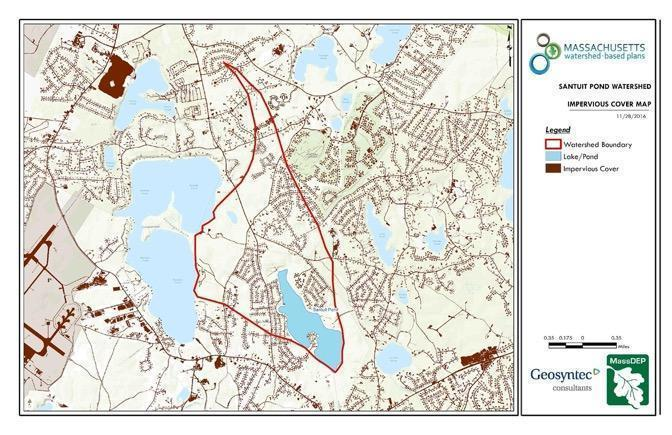 MASSACHUSETTS
watershed-based plans
SANTUIT POND WATERSHED
IMPERVIOUS COVER MAP
11/28/2016
Legend
Watershed Boundary
Lake/Pond
Impervious Cover
Santuit Pond
0.35 0.175 0 0.35
Miles
Geosyntec
consultants
MassDEP